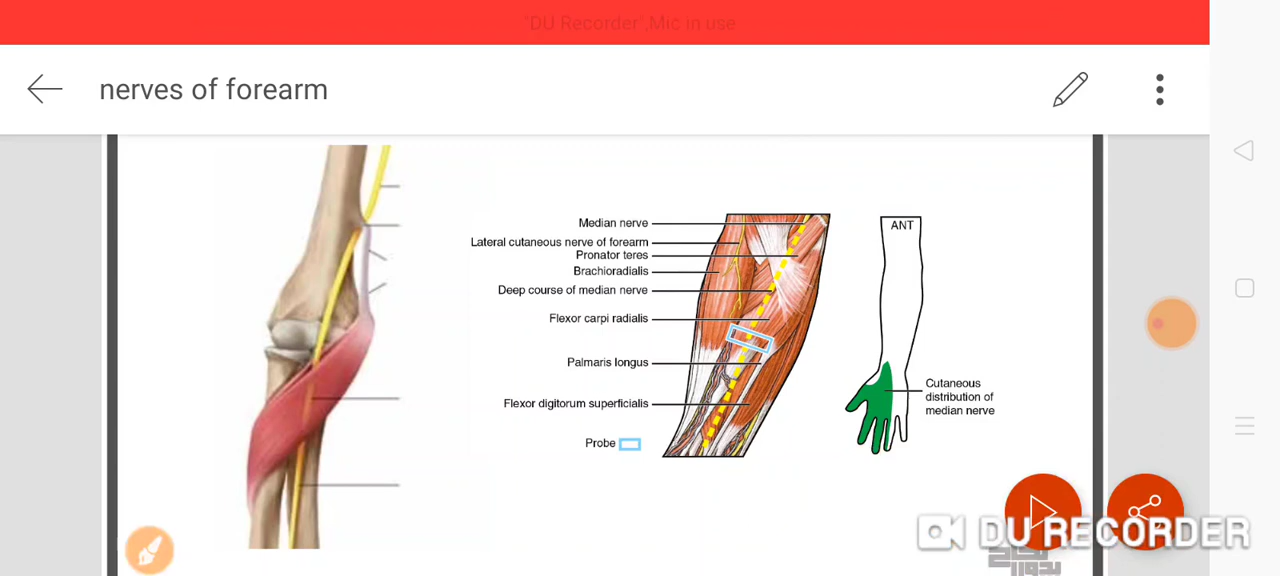 "DU Recorder",Mic in use
nerves of forearm
Median nerve
Lateral cutaneous nerve of forearm
Pronator teres
Brachioradialis
Deep course of median nerve
Flexor carpi radialis
Palmaris longus
Flexor digitorum superficialis
Probe
ANT
Cutaneous
distribution of
median nerve
DU RECORDER